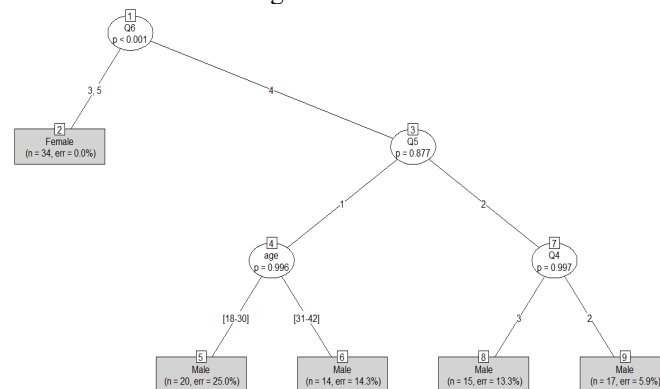 1
Q6
p < 0.001
3, 5
4
2
Female
(n = 34, err = 0.0%)
3
Q5
p = 0.877
1
2
4
age
p = 0.996
7
Q4
p = 0.997
[18-30]
[31-42]
3
2
5
Male
(n = 20, err = 25.0%)
6
Male
(n = 14, err = 14.3%)
8
Male
(n = 15, err = 13.3%)
9
Male
(n = 17, err = 5.9%)